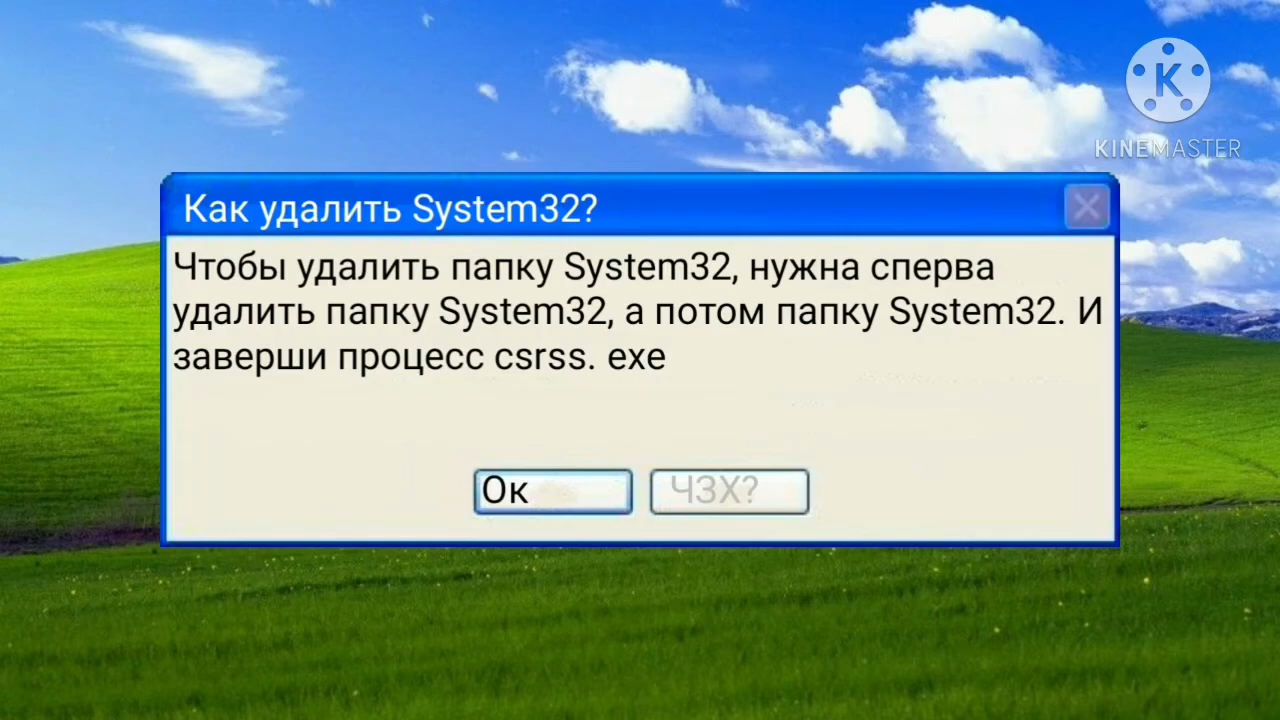 K
KINEMASTER
Как удалить System32?
Чтобы удалить папку System32, нужна сперва
удалить папку System32, а потом папку System32. И
заверши процесс csrss. exe
Ок
ЧЗХ?